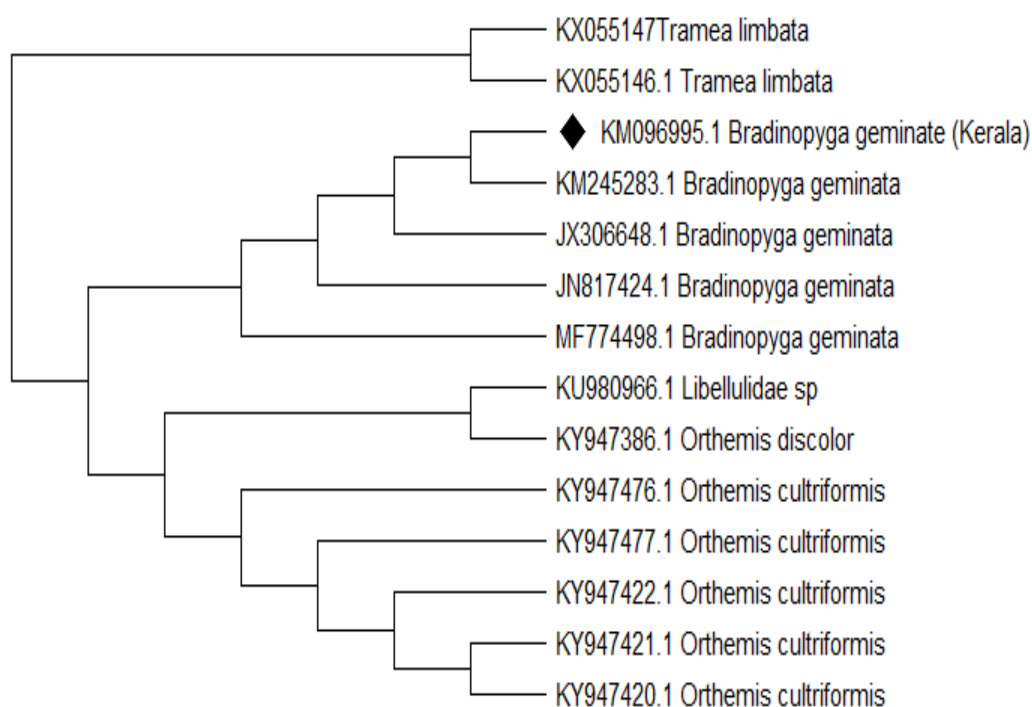 KX055147Tramea limbata
KX055146.1 Tramea limbata
KM096995.1 Bradinopyga geminate (Kerala)
KM245283.1 Bradinopyga geminata
JX306648.1 Bradinopyga geminata
JN817424.1 Bradinopyga geminata
MF774498.1 Bradinopyga geminata
KU980966.1 Libellulidae sp
KY947386.1 Orthemis discolor
KY947476.1 Orthemis cultriformis
KY947477.1 Orthemis cultriformis
KY947422.1 Orthemis cultriformis
KY947421.1 Orthemis cultriformis
KY947420.1 Orthemis cultriformis